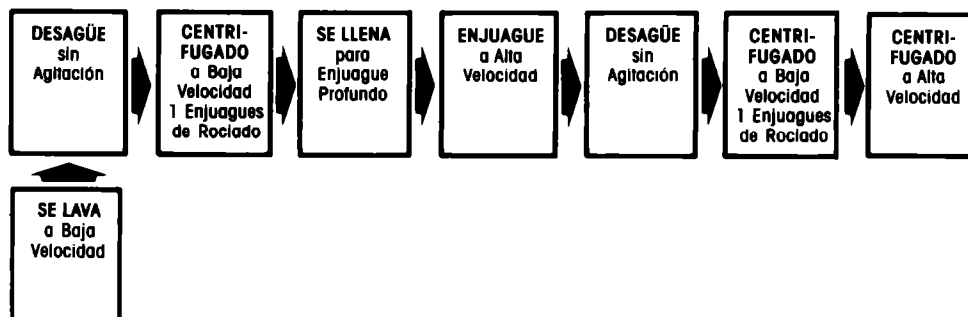 DESAGÜE
sin
Agitación
CENTRI-
FUGADO
a Baja
Velocidad
1 Enjuagues
de Rociado
SE LLENA
para
Enjuague
Profundo
ENJUAGUE
a Alta
Velocidad
DESAGÜE
sin
Agitación
CENTRI-
FUGADO
a Baja
Velocidad
1 Enjuagues
de Rociado
CENTRI-
FUGADO
a Alta
Velocidad
SE LAVA
a Baja
Velocidad